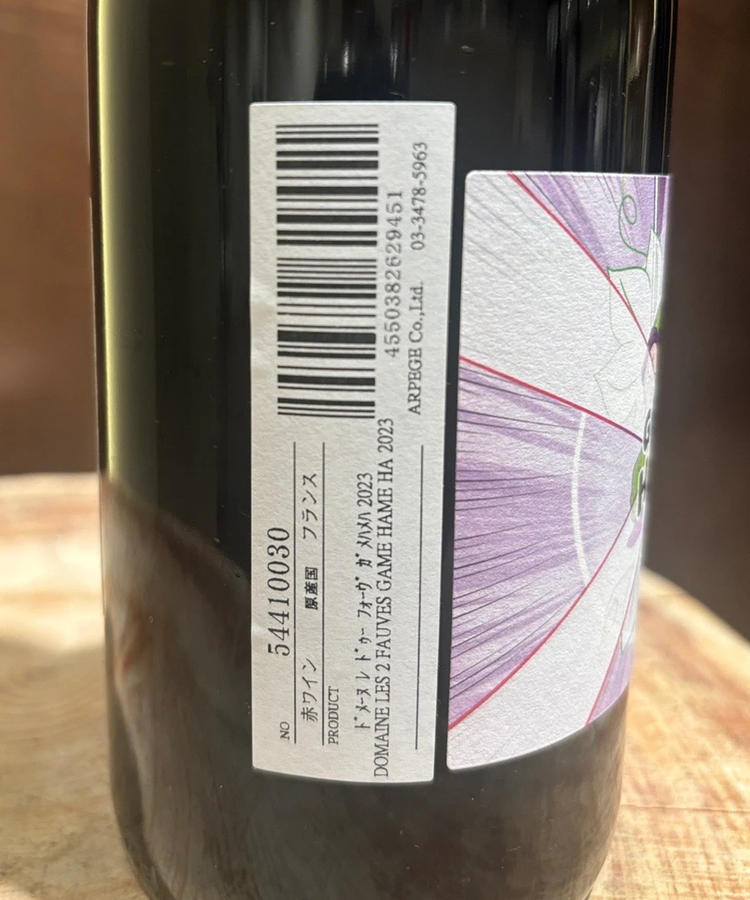 NO 54410030
赤ワイン 原産国 フランス
PRODUCT
ﾄﾞﾒｰﾇ ﾚ ﾄﾞｩｰ ﾌｫｰｳﾞ ｶﾞﾒﾊﾒﾊ 2023
DOMAINE LES 2 FAUVES GAME HAME HA 2023
4550382629451
ARPEGE Co.,Ltd. 03-3478-5963